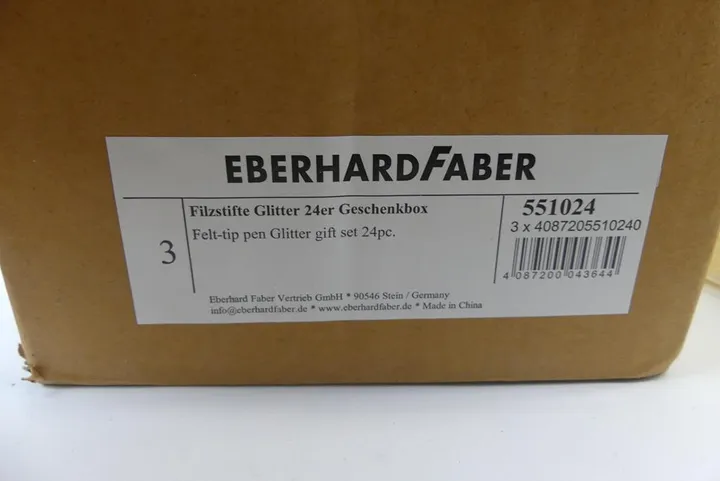 EBERHARDFABER
3
Filzstifte Glitter 24er Geschenkbox
Felt-tip pen Glitter gift set 24pc.
551024
3 x 4087205510240
4 087200 043644
Eberhard Faber Vertrieb GmbH * 90546 Stein / Germany
info@eberhardfaber.de * www.eberhardfaber.de * Made in China